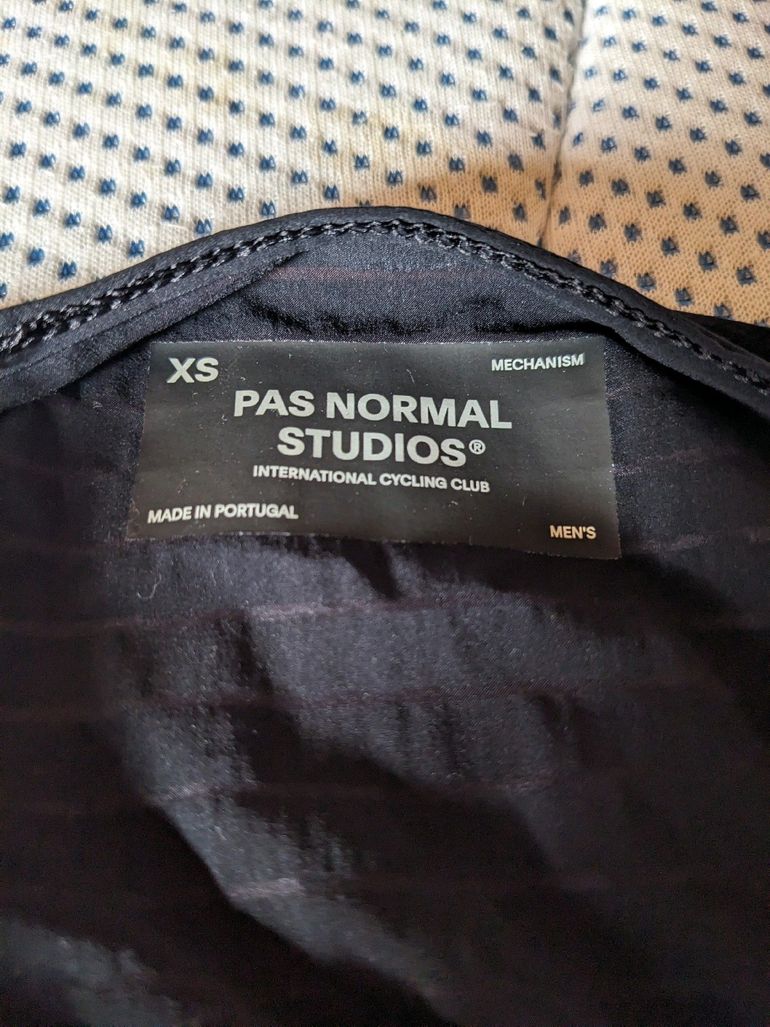 XS
MECHANISM
PAS NORMAL
STUDIOS®
INTERNATIONAL CYCLING CLUB
MADE IN PORTUGAL
MEN'S